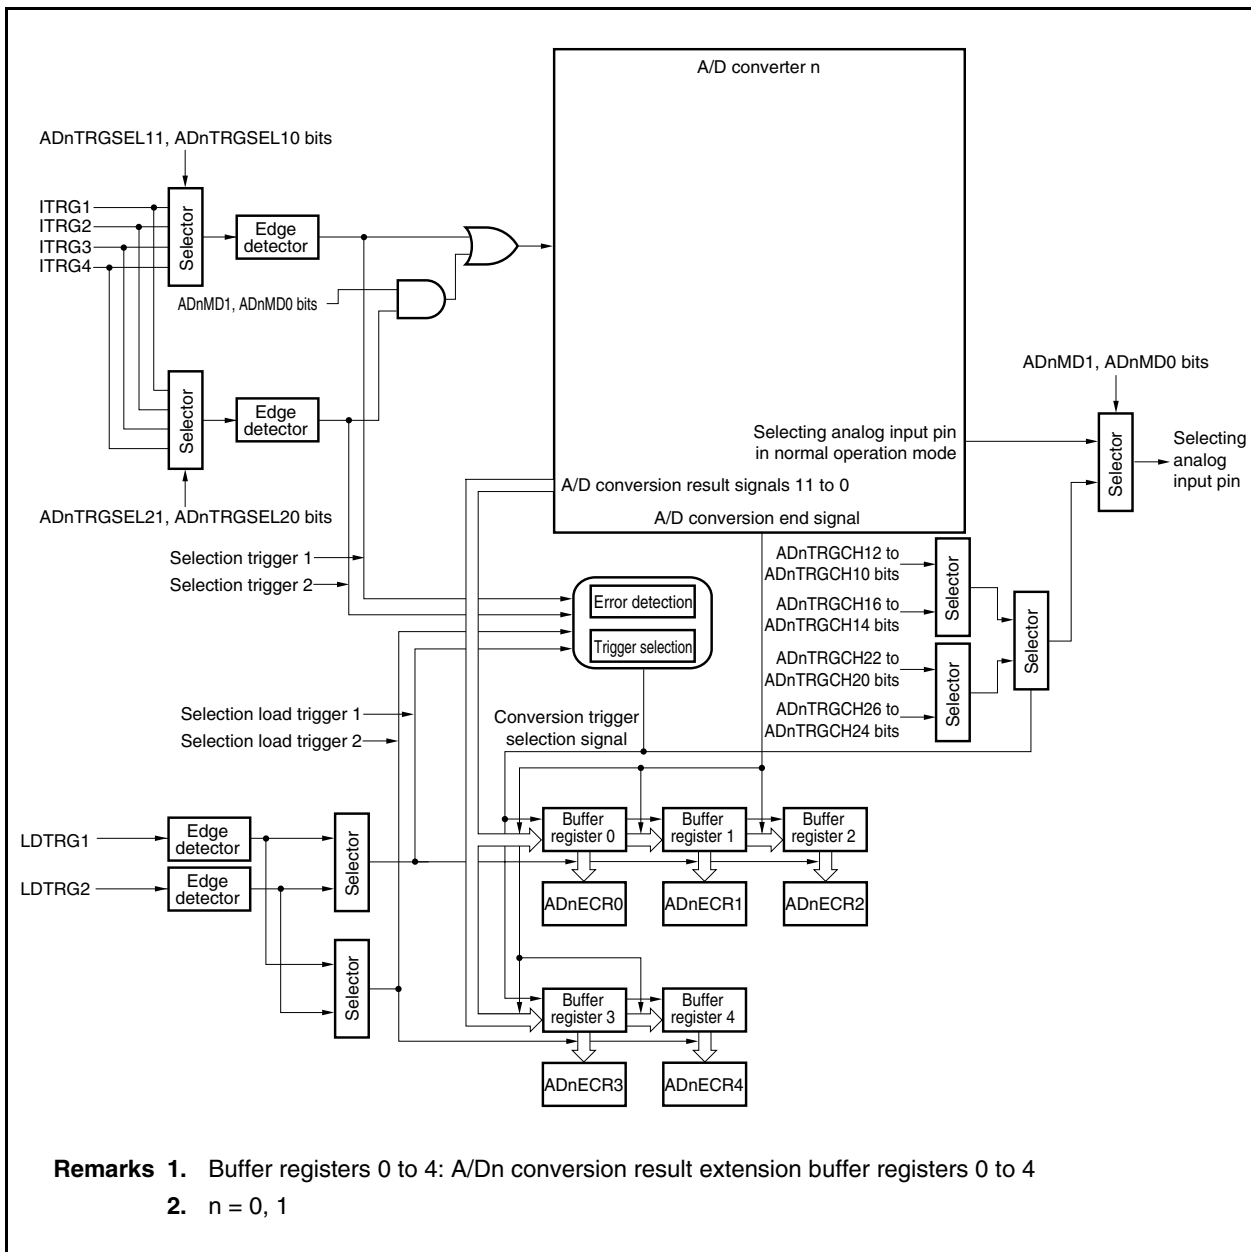 A/D converter n
ADnTRGSEL11, ADnTRGSEL10 bits
ITRG1
ITRG2
ITRG3
ITRG4
Selector
Edge
detector
ADnMD1, ADnMD0 bits
Selector
Edge
detector
ADnTRGSEL21, ADnTRGSEL20 bits
ADnMD1, ADnMD0 bits
Selecting analog input pin
in normal operation mode
Selector
Selecting
analog
input pin
A/D conversion result signals 11 to 0
A/D conversion end signal
Selection trigger 1
Selection trigger 2
Error detection
Trigger selection
ADnTRGCH12 to
ADnTRGCH10 bits
ADnTRGCH16 to
ADnTRGCH14 bits
Selector
ADnTRGCH22 to
ADnTRGCH20 bits
ADnTRGCH26 to
ADnTRGCH24 bits
Selector
Selector
Selection load trigger 1
Selection load trigger 2
Conversion trigger
selection signal
LDTRG1
Edge
detector
LDTRG2
Edge
detector
Selector
Selector
Buffer
register 0
Buffer
register 1
Buffer
register 2
ADnECR0
ADnECR1
ADnECR2
Buffer
register 3
Buffer
register 4
ADnECR3
ADnECR4
Remarks 1. Buffer registers 0 to 4: A/Dn conversion result extension buffer registers 0 to 4
2. n = 0, 1